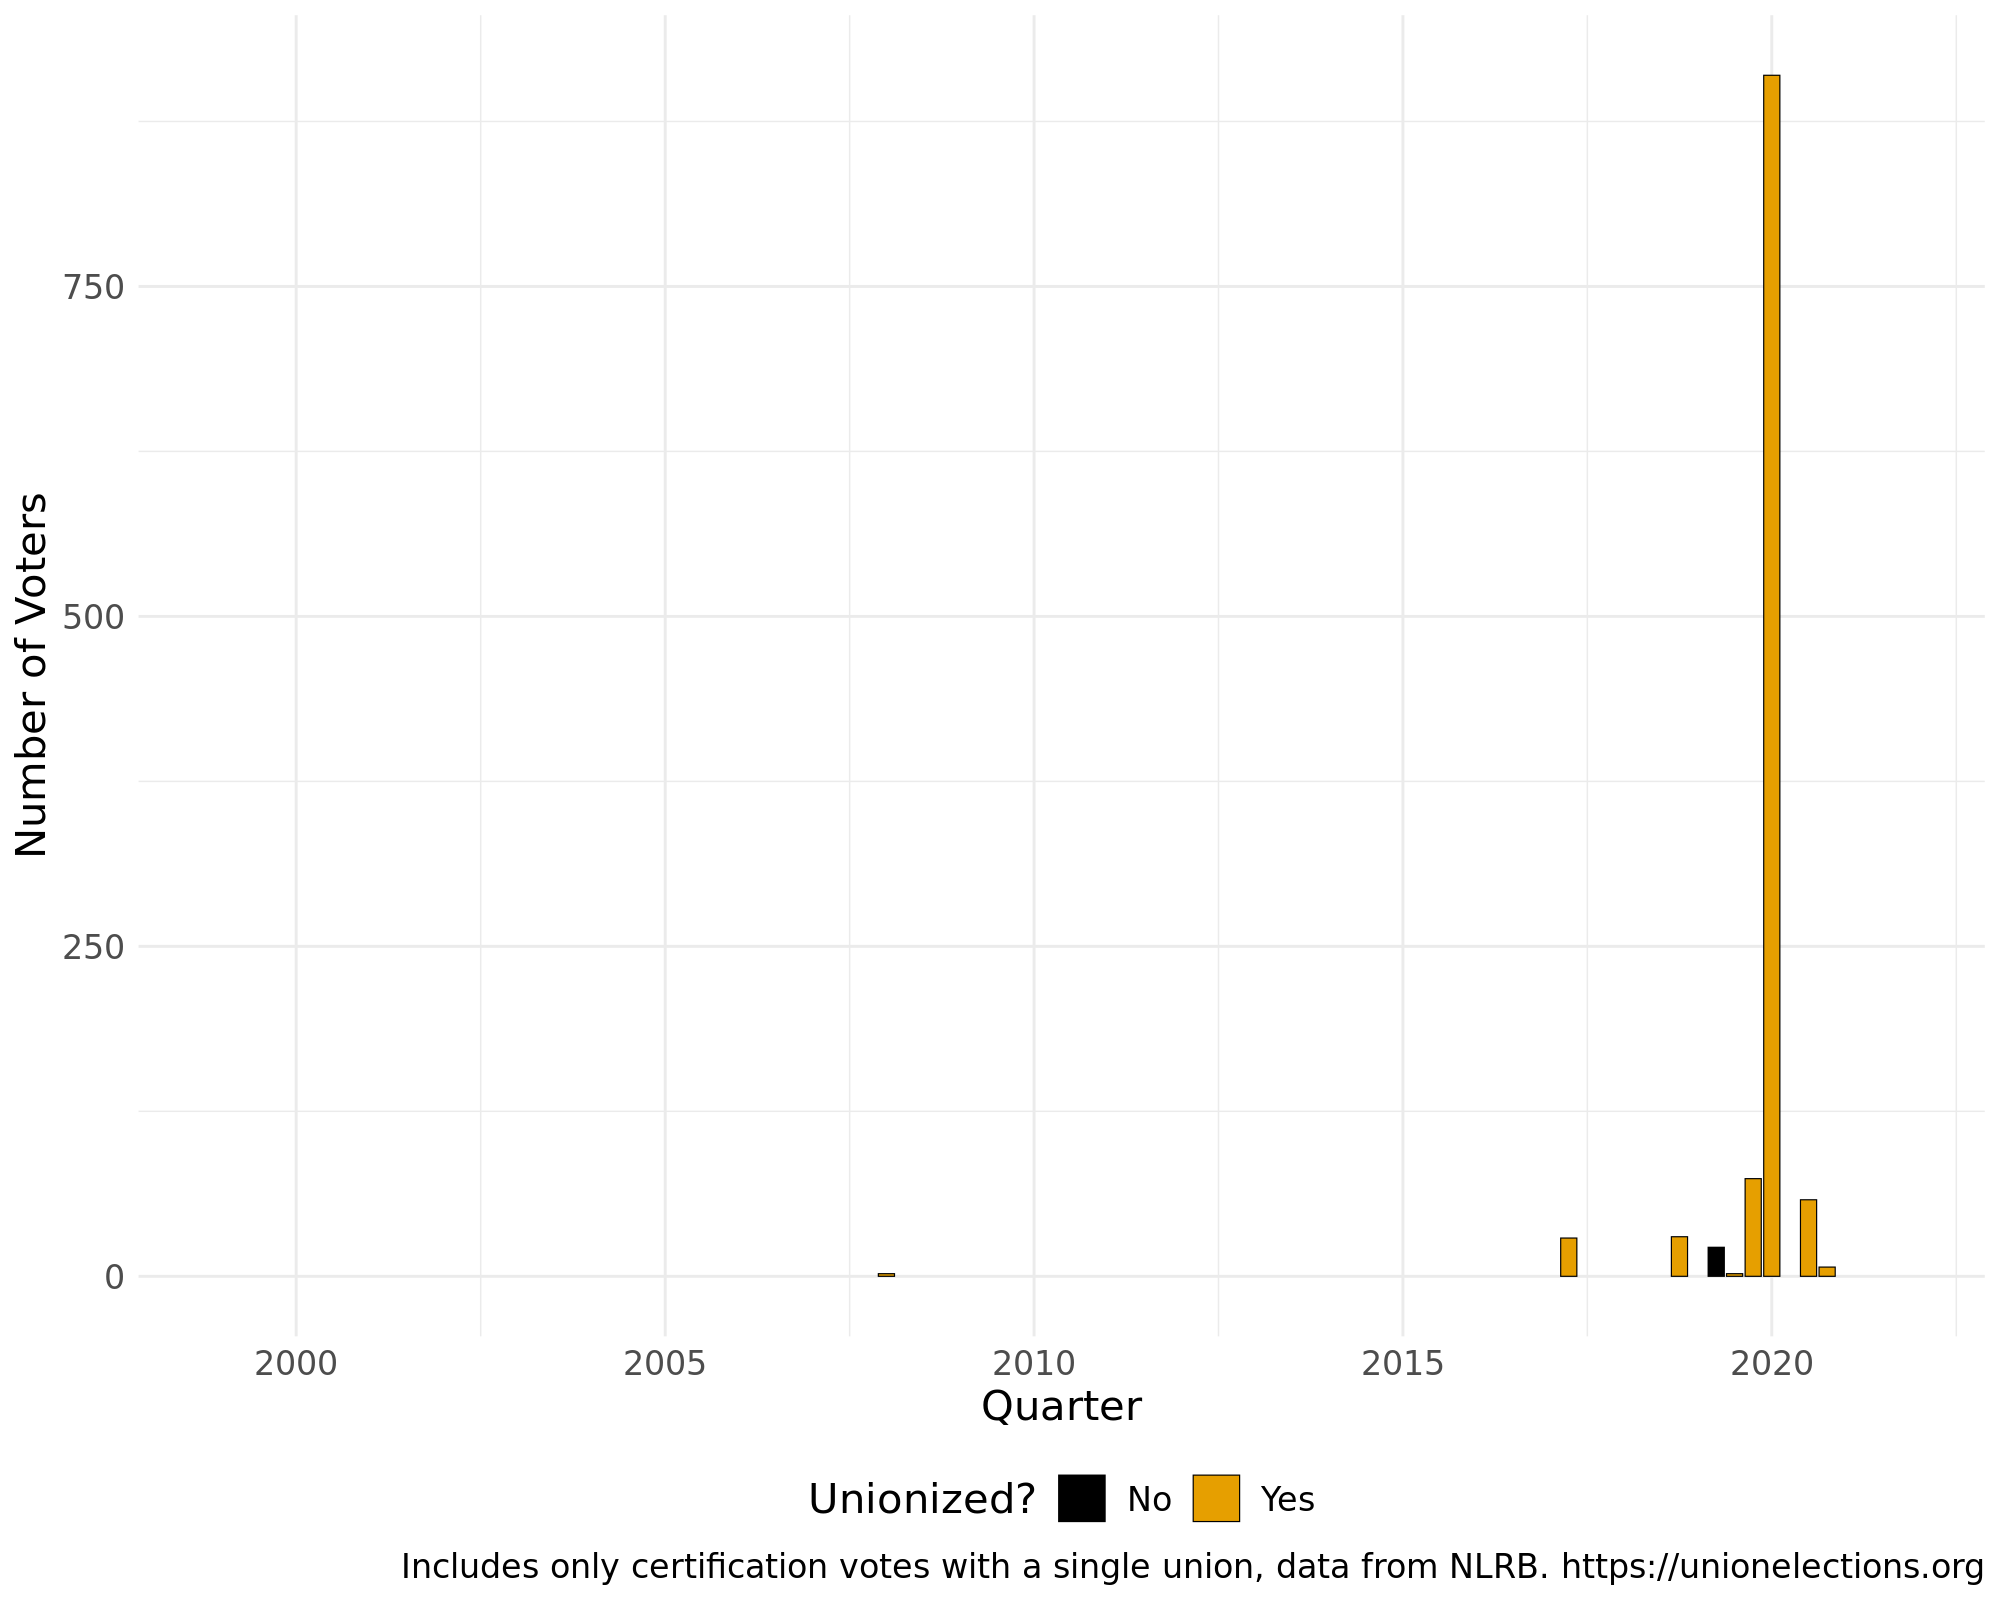 Number of Voters
750
500
250
0
2000 2005 2010 2015 2020
Quarter
Unionized? No Yes
Includes only certification votes with a single union, data from NLRB. https://unionelections.org